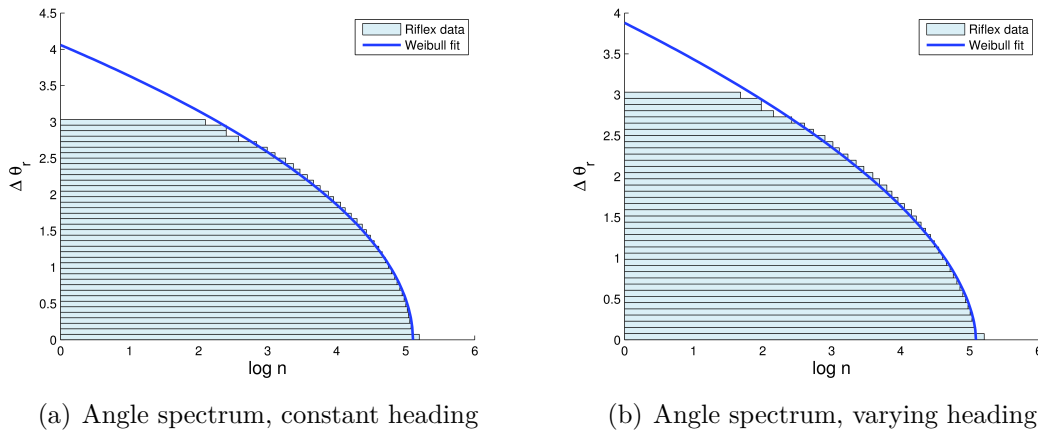 4.5
4
3.5
3
2.5
2
1.5
1
0.5
0
Δ θr
0 1 2 3 4 5 6
log n
Riflex data
Weibull fit
(a) Angle spectrum, constant heading
4
3.5
3
2.5
2
1.5
1
0.5
0
Δ θr
0 1 2 3 4 5 6
log n
Riflex data
Weibull fit
(b) Angle spectrum, varying heading